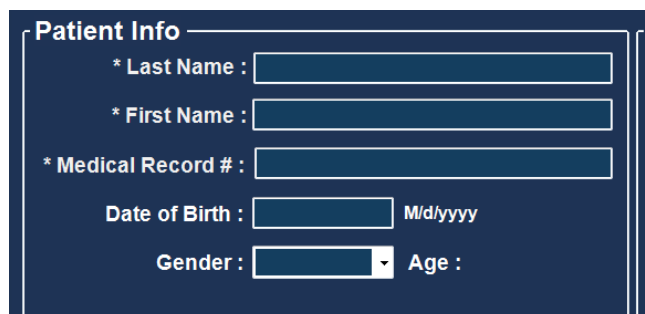 Patient Info
* Last Name :
* First Name :
* Medical Record # :
Date of Birth : M/d/yyyy
Gender : Age :